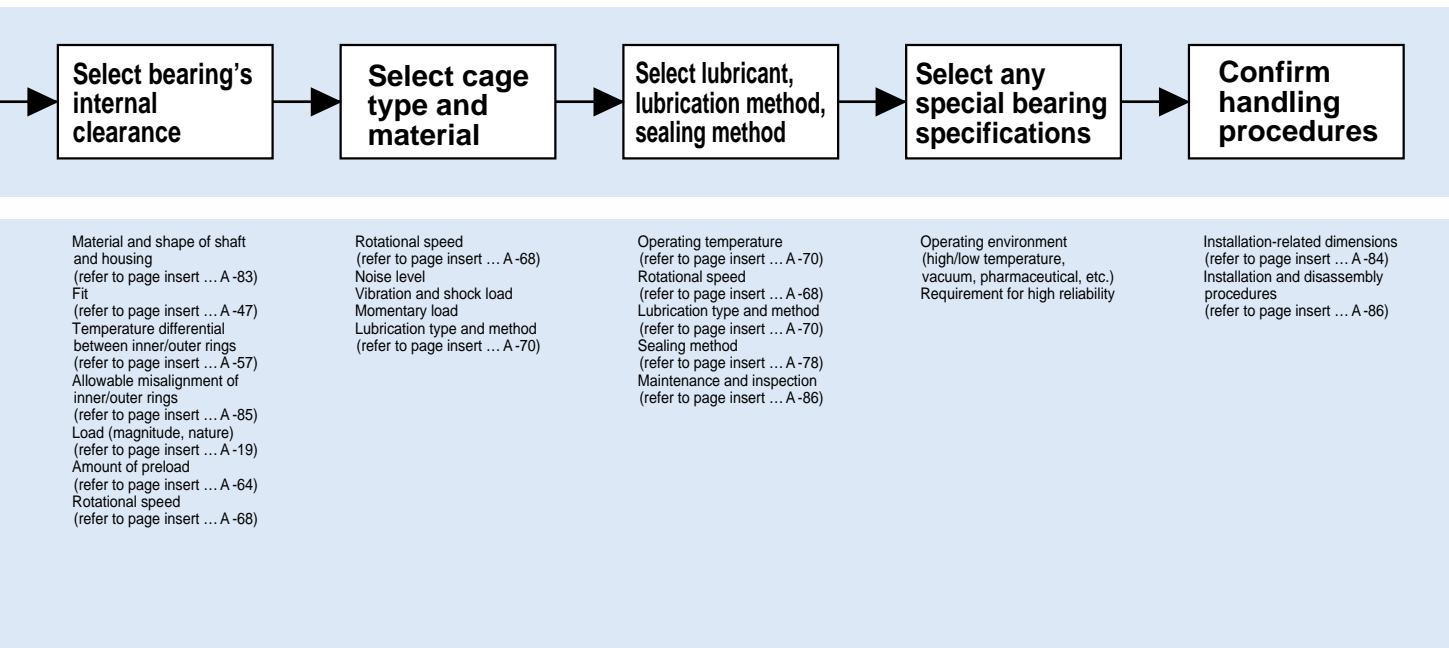 Select bearing's
internal
clearance
Select cage
type and
material
Select lubricant,
lubrication method,
sealing method
Select any
special bearing
specifications
Confirm
handling
procedures
Material and shape of shaft
and housing
(refer to page insert … A -83)
Fit
(refer to page insert … A -47)
Temperature differential
between inner/outer rings
(refer to page insert … A -57)
Allowable misalignment of
inner/outer rings
(refer to page insert … A -85)
Load (magnitude, nature)
(refer to page insert … A -19)
Amount of preload
(refer to page insert … A -64)
Rotational speed
(refer to page insert … A -68)
Rotational speed
(refer to page insert … A -68)
Noise level
Vibration and shock load
Momentary load
Lubrication type and method
(refer to page insert … A -70)
Operating temperature
(refer to page insert … A -70)
Rotational speed
(refer to page insert … A -68)
Lubrication type and method
(refer to page insert … A -70)
Sealing method
(refer to page insert … A -78)
Maintenance and inspection
(refer to page insert … A -86)
Operating environment
(high/low temperature,
vacuum, pharmaceutical, etc.)
Requirement for high reliability
Installation-related dimensions
(refer to page insert … A -84)
Installation and disassembly
procedures
(refer to page insert … A -86)